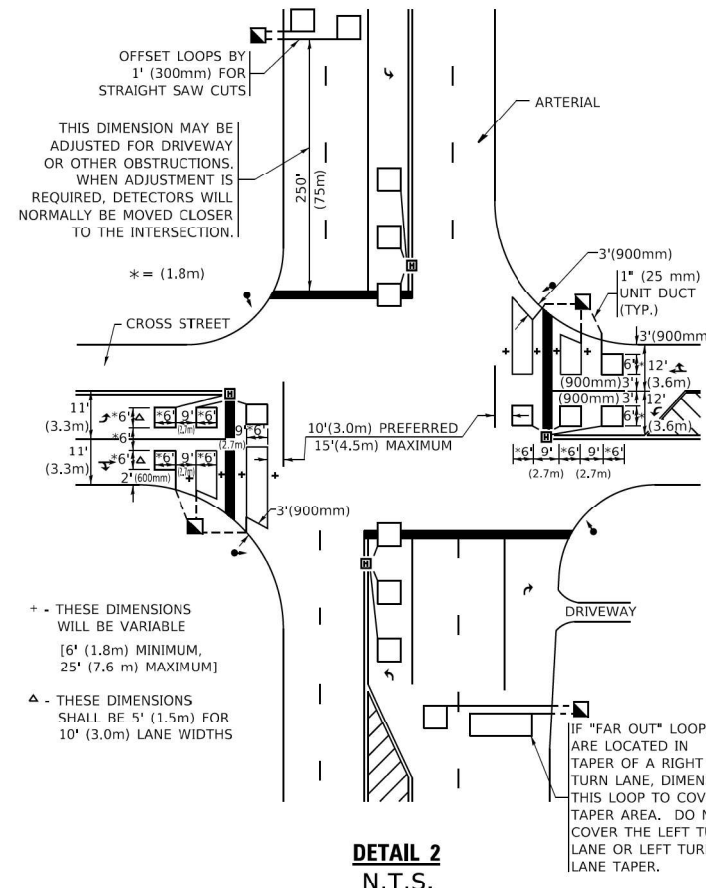 OFFSET LOOPS BY
1' (300mm) FOR
STRAIGHT SAW CUTS
ARTERIAL
THIS DIMENSION MAY BE
ADJUSTED FOR DRIVEWAY
OR OTHER OBSTRUCTIONS.
WHEN ADJUSTMENT IS
REQUIRED, DETECTORS WILL
NORMALLY BE MOVED CLOSER
TO THE INTERSECTION.
250'
(75m)
* = (1.8m)
H
3'(900mm)
1" (25 mm)
UNIT DUCT
(TYP.)
CROSS STREET
3'(900mm
6'* 12'
(900mm)3' (3.6m)
(900mm)3' 12'
6'* (3.6m)
H
*6' 9' *6' 9' *6'
(2.7m) (2.7m)
H
11'
(3.3m)
*6' Δ *6' 9' *6'
(2.7m)
*6'
9' *6'
(2.7m)
11'
(3.3m)
*6' Δ *6' 9' *6'
(2.7m)
2' (600mm)
10'(3.0m) PREFERRED
15'(4.5m) MAXIMUM
3'(900mm)
H
+ - THESE DIMENSIONS
WILL BE VARIABLE
[6' (1.8m) MINIMUM,
25' (7.6 m) MAXIMUM]
Δ - THESE DIMENSIONS
SHALL BE 5' (1.5m) FOR
10' (3.0m) LANE WIDTHS
DRIVEWAY
IF "FAR OUT" LOOP
ARE LOCATED IN
TAPER OF A RIGHT
TURN LANE, DIMEN
THIS LOOP TO COV
TAPER AREA. DO N
COVER THE LEFT TU
LANE OR LEFT TUR
LANE TAPER.
DETAIL 2
N.T.S.